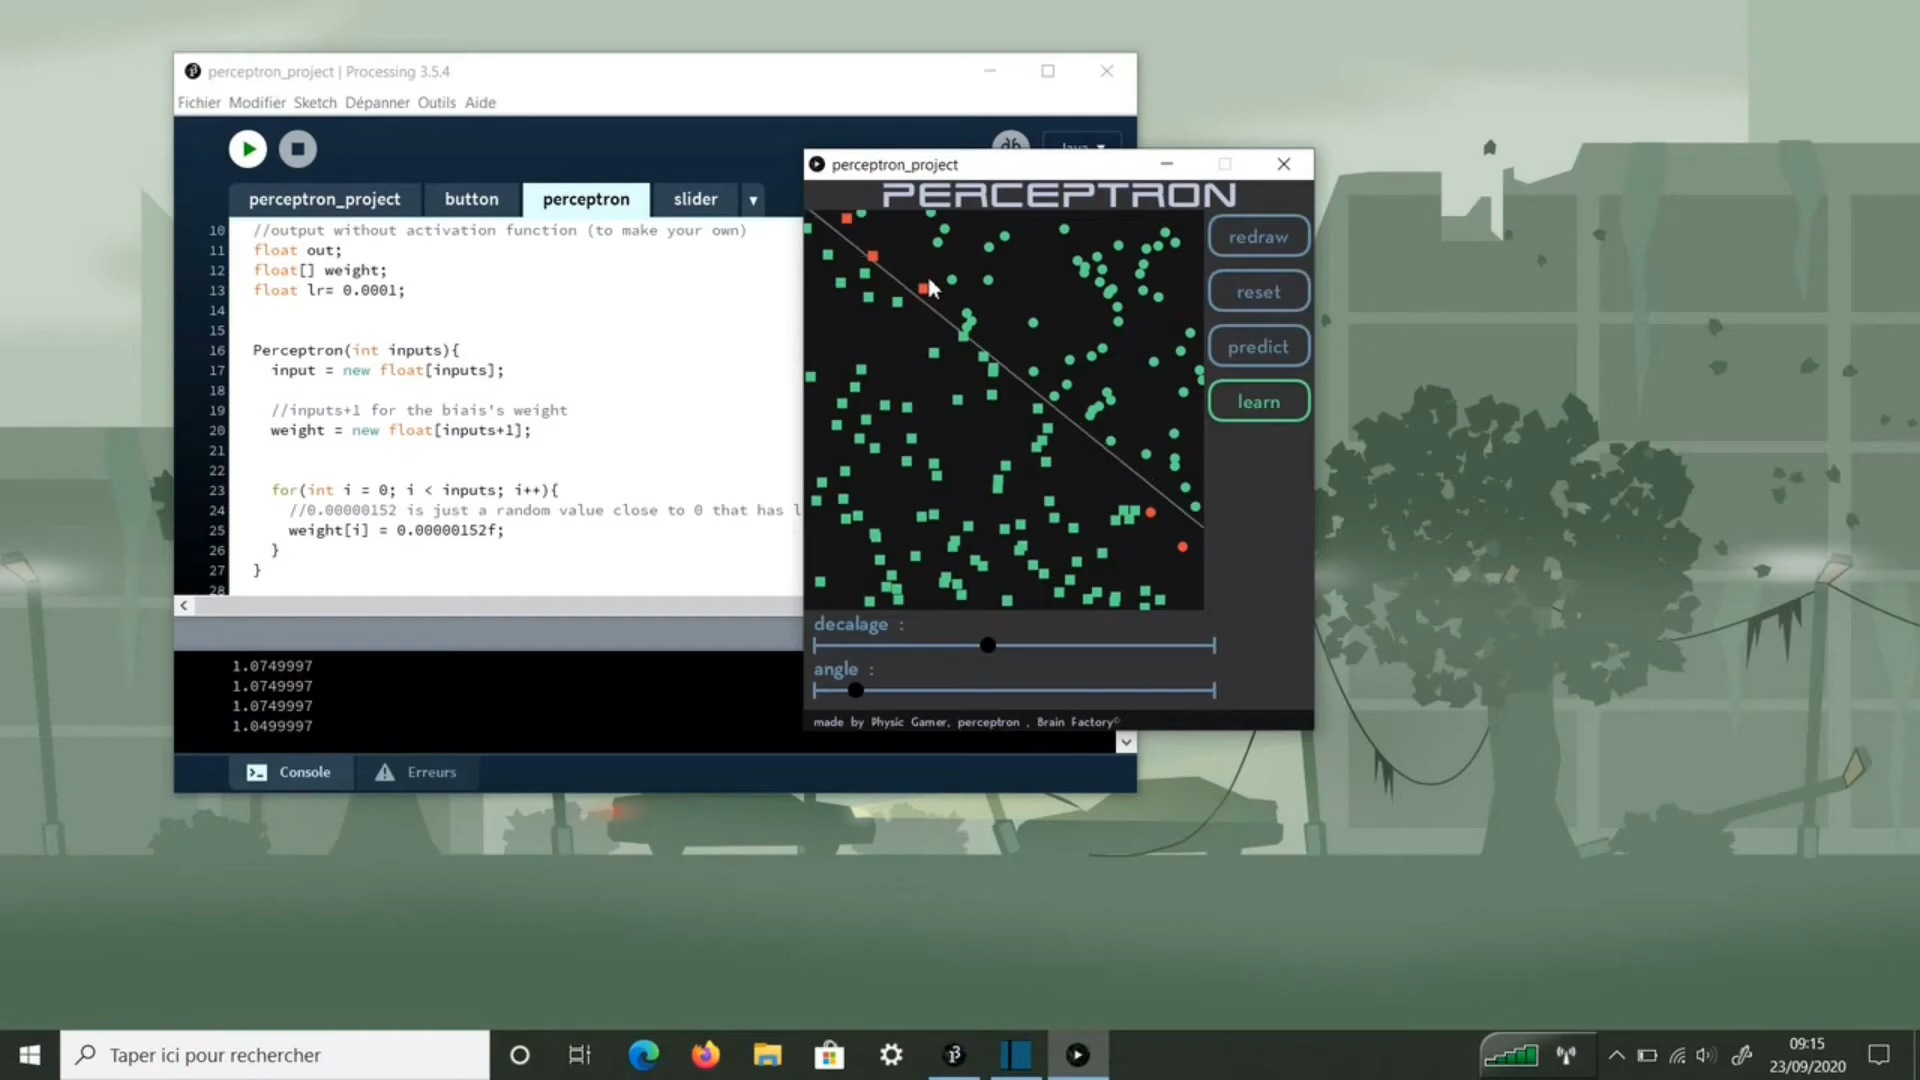 perceptron_project | Processing 3.5.4
Fichier Modifier Sketch Dépanner Outils Aide
Java
perceptron_project button perceptron slider
10 //output without activation function (to make your own)
11 float out;
12 float[] weight;
13 float lr= 0.0001;
14
15
16 Perceptron(int inputs){
17 input = new float[inputs];
18
19 //inputs+1 for the biais's weight
20 weight = new float[inputs+1];
21
22
23 for(int i = 0; i < inputs; i++){
24 //0.00000152 is just a random value close to 0 that has l
25 weight[i] = 0.00000152f;
26 }
27 }
28
1.0749997
1.0749997
1.0749997
1.0499997
Console Erreurs
perceptron_project
PERCEPTRON
redraw
reset
predict
learn
decalage :
angle :
made by Physic Gamer, perceptron , Brain Factory©
Taper ici pour rechercher
09:15
23/09/2020